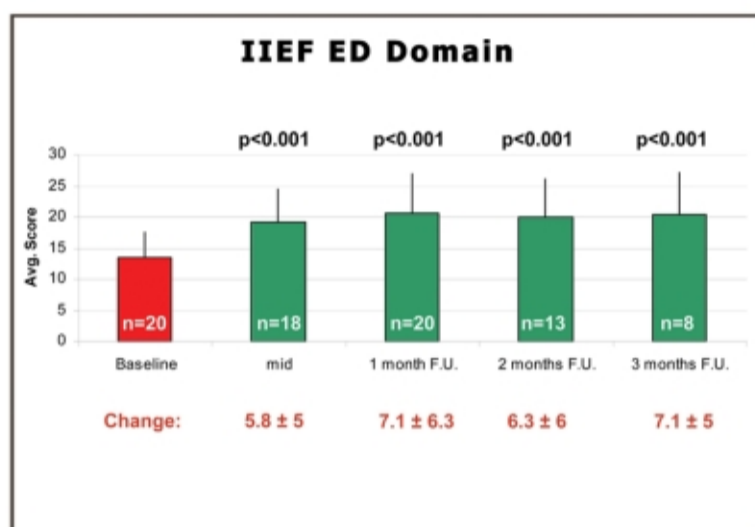 IIEF ED Domain
p<0.001 p<0.001 p<0.001 p<0.001
30
25
20
15
10
5
0
Avg. Score
n=20 n=18 n=20 n=13 n=8
Baseline mid 1 month F.U. 2 months F.U. 3 months F.U.
Change: 5.8 ± 5 7.1 ± 6.3 6.3 ± 6 7.1 ± 5